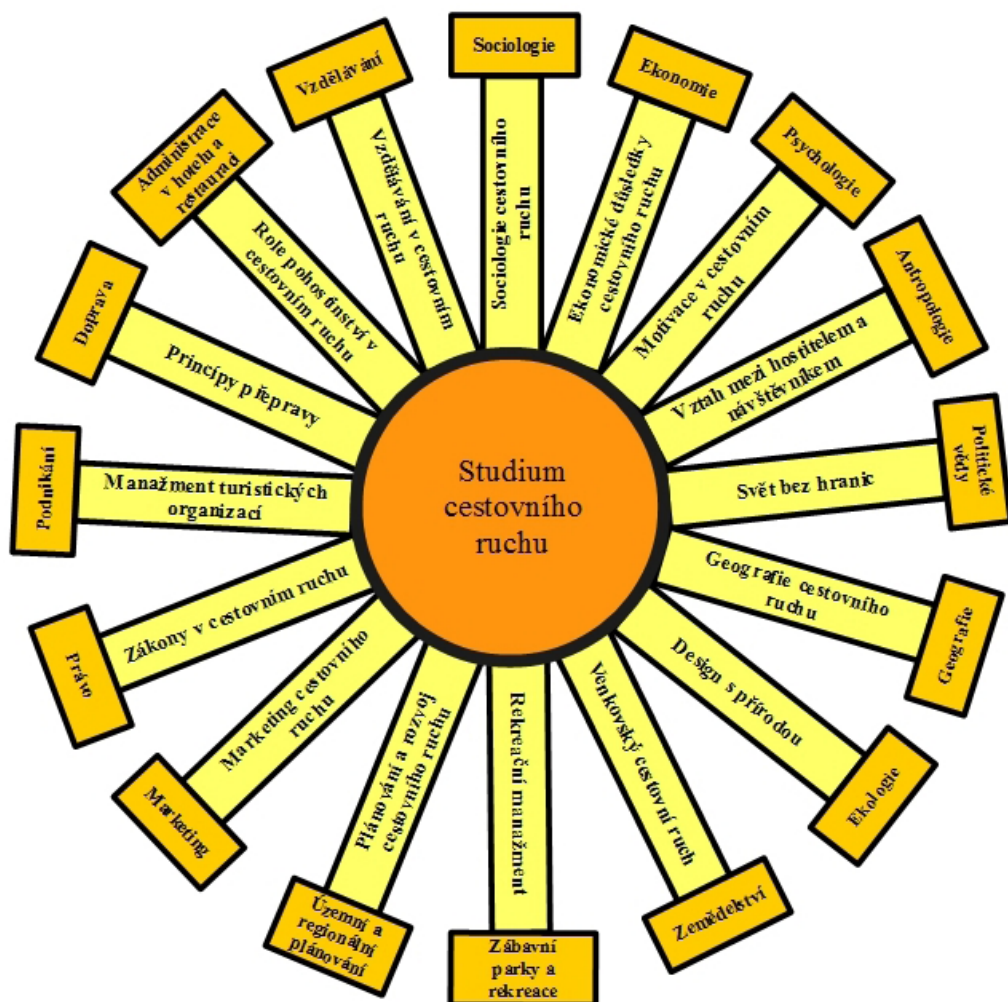 Sociologie
Sociologie cestovního
ruchu
Ekonomie
Ekonomické důsledky
cestovního ruchu
Psychologie
Motivace v cestovním
ruchu
Antropologie
Vztah mezi hostitelem a
návštěvníkem
Politické
vědy
Svět bez hranic
Geografie
Geografie cestovního
ruchu
Ekologie
Design s přírodou
Zemědelství
Venkovský cestovní ruch
Zábavní
parky a
rekreace
Rekreační manažment
Územní a
regionální
plánování
Plánování a rozvoj
cestovního ruchu
Marketing
Marketing cestovního
ruchu
Právo
Zákony v cestovním ruchu
Podnikání
Manažment turistických
organizací
Doprava
Princípy přepravy
Administrace
v hotelu a
restauraci
Role pohostinství v
cestovním ruchu
Vzdělávání
Vzdělávání v cestovním
ruchu
Studium
cestovního
ruchu